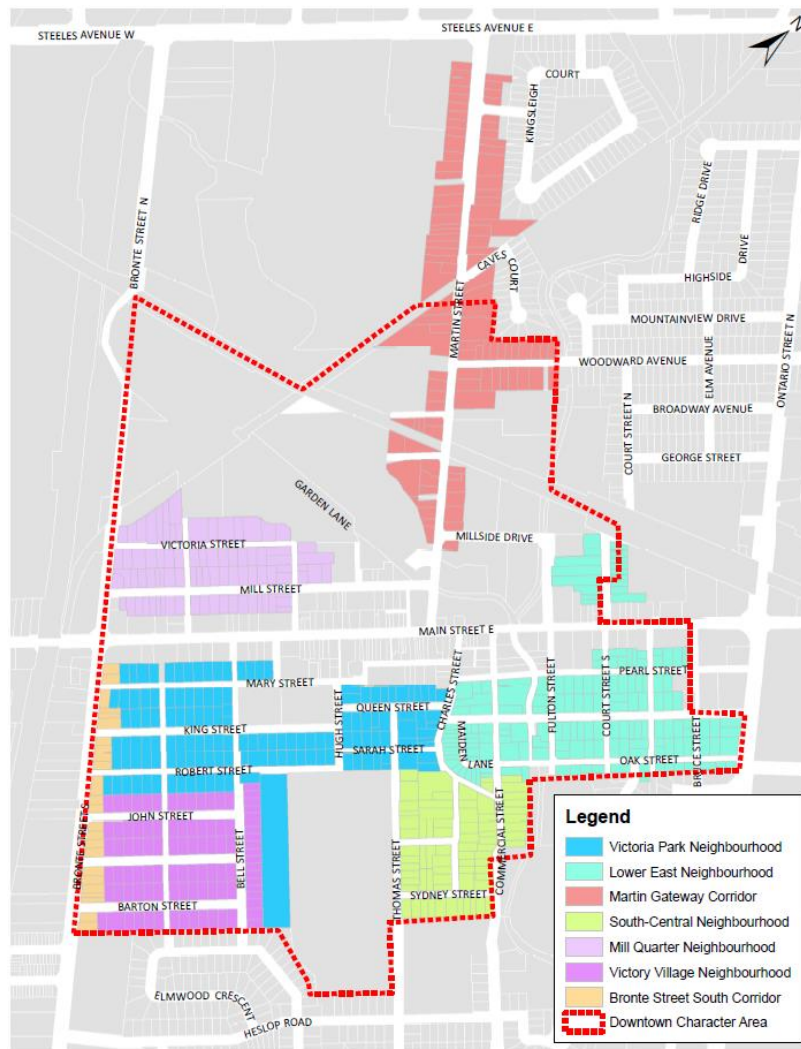 STEELES AVENUE W
STEELES AVENUE E
N
COURT
KINGSLEIGH
BRONTE STREET N
RIDGE DRIVE
DRIVE
CAVES
COURT
HIGHSIDE
MARTIN STREET
MOUNTAINVIEW DRIVE
WOODWARD AVENUE
ELM AVENUE
ONTARIO STREET N
BROADWAY AVENUE
COURT STREET N
GEORGE STREET
GARDEN LANE
VICTORIA STREET
MILLSIDE DRIVE
MILL STREET
MAIN STREET E
CHARLES STREET
PEARL STREET
MARY STREET
HUGH STREET
QUEEN STREET
FULTON STREET
COURT STREET S
KING STREET
MAIDEN
LANE
SARAH STREET
OAK STREET
BRUCE STREET
ROBERT STREET
JOHN STREET
BRONTE STREET S
BELL STREET
THOMAS STREET
COMMERCIAL STREET
SYDNEY STREET
BARTON STREET
ELMWOOD CRESCENT
HESLOP ROAD
Legend
Victoria Park Neighbourhood
Lower East Neighbourhood
Martin Gateway Corridor
South-Central Neighbourhood
Mill Quarter Neighbourhood
Victory Village Neighbourhood
Bronte Street South Corridor
Downtown Character Area